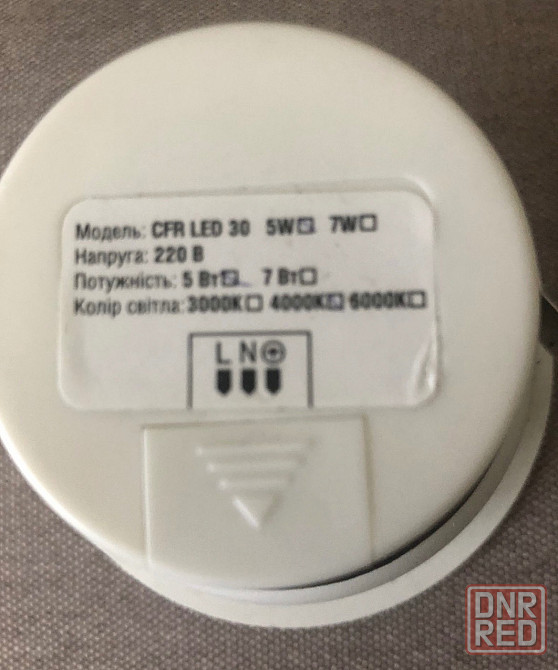 Модель: CFR LED 30 5W 7W
Напруга: 220 В
Потужність: 5 Вт 7 Вт
Колір світла: 3000K 4000K 6000K
L N
DNR
RED